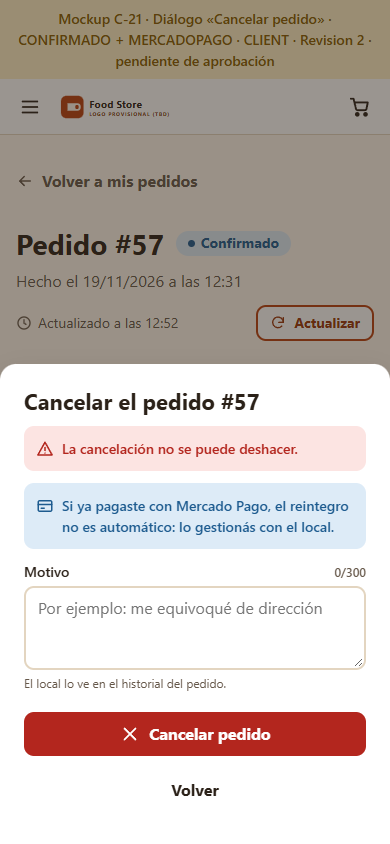 Mockup C-21 · Diálogo «Cancelar pedido» ·
CONFIRMADO + MERCADOPAGO · CLIENT · Revision 2 ·
pendiente de aprobación
Food Store
LOGO PROVISIONAL (TBD)
Volver a mis pedidos
Pedido #57
Confirmado
Hecho el 19/11/2026 a las 12:31
Actualizado a las 12:52
Actualizar
Cancelar el pedido #57
La cancelación no se puede deshacer.
Si ya pagaste con Mercado Pago, el reintegro
no es automático: lo gestionás con el local.
Motivo
0/300
Por ejemplo: me equivoqué de dirección
El local lo ve en el historial del pedido.
Cancelar pedido
Volver